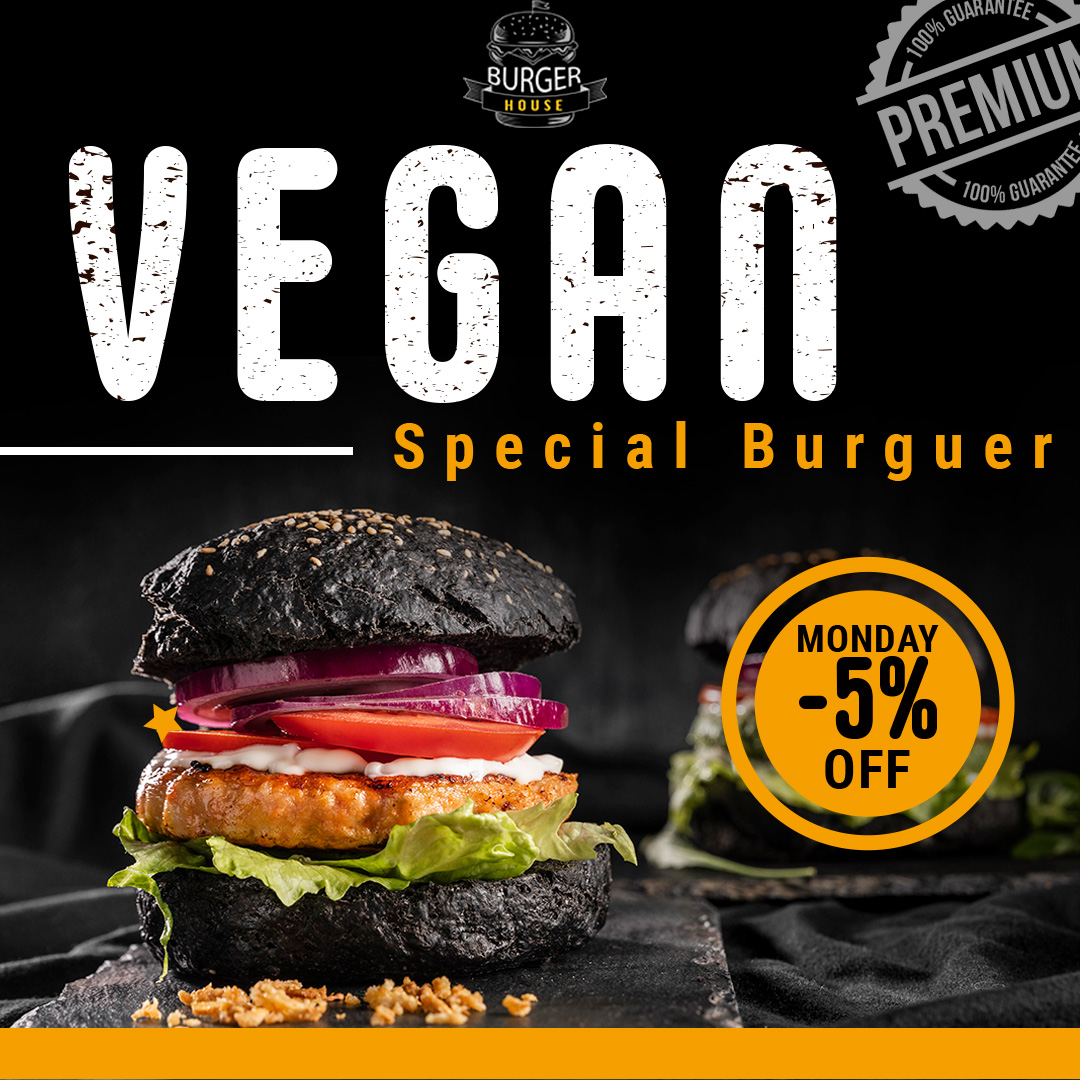 BURGER
HOUSE
100% GUARANTEE
PREMIUM
100% GUARANTEE
VEGAN
Special Burguer
MONDAY
-5%
OFF